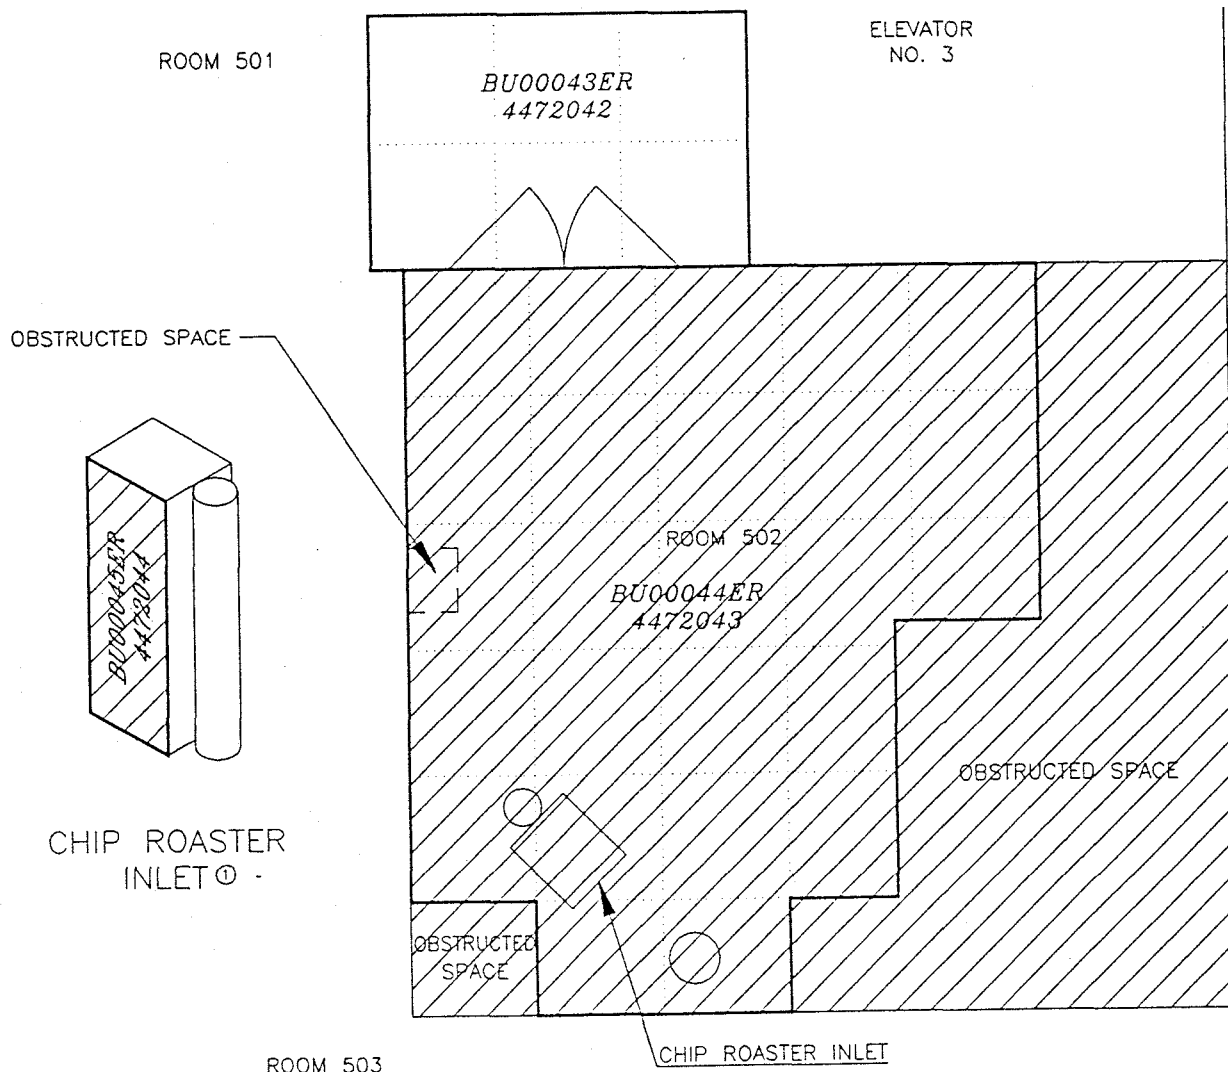 ROOM 501
BU00043ER
4472042
ELEVATOR
NO. 3
OBSTRUCTED SPACE
BU00045ER
4472044
CHIP ROASTER
INLET ①
ROOM 502
BU00044ER
4472043
OBSTRUCTED SPACE
OBSTRUCTED
SPACE
CHIP ROASTER INLET
ROOM 503